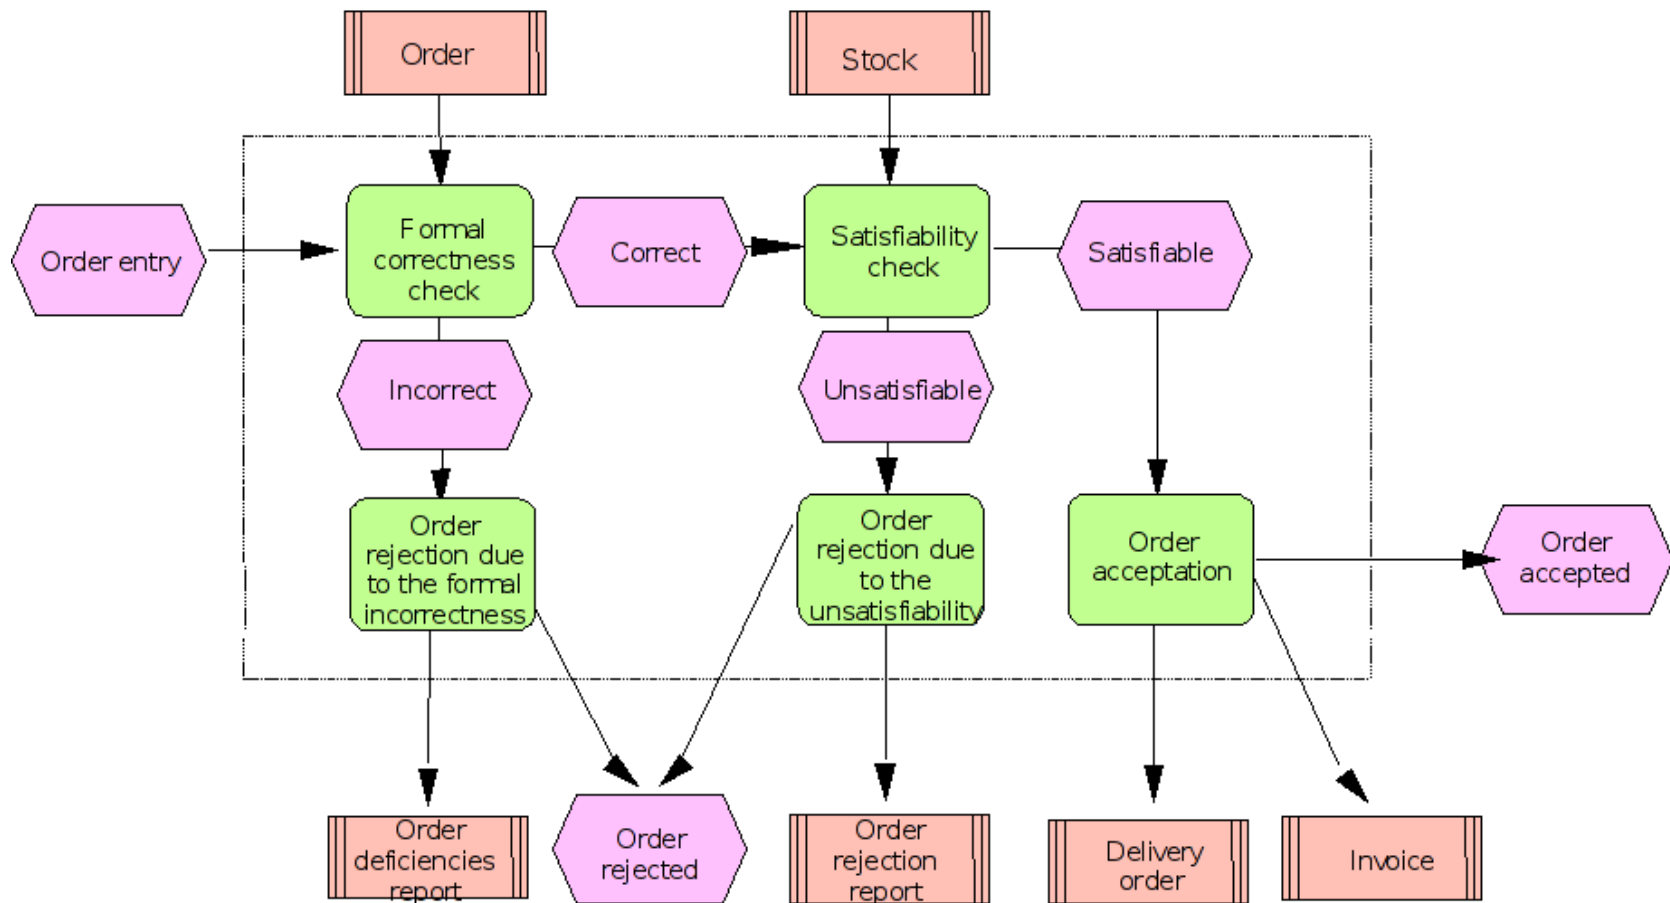 Order
Stock
Order entry
Formal
correctness
check
Correct
Satisfiability
check
Satisfiable
Incorrect
Unsatisfiable
Order
rejection due
to the formal
incorrectness
Order
rejection due
to the
unsatisfiability
Order
acceptation
Order
accepted
Order
deficiencies
report
Order
rejected
Order
rejection
report
Delivery
order
Invoice